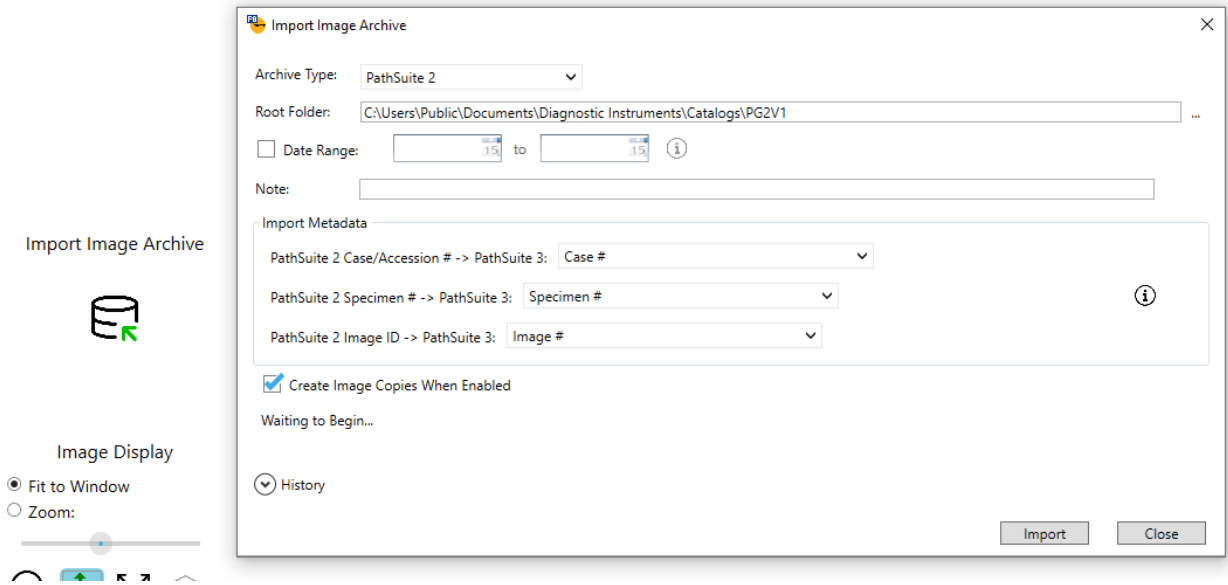 Import Image Archive
Archive Type: PathSuite 2
Root Folder: C:\Users\Public\Documents\Diagnostic Instruments\Catalogs\PG2V1 ...
Date Range: 15 to 15
Note:
Import Metadata
PathSuite 2 Case/Accession # -> PathSuite 3: Case #
PathSuite 2 Specimen # -> PathSuite 3: Specimen #
PathSuite 2 Image ID -> PathSuite 3: Image #
Create Image Copies When Enabled
Waiting to Begin...
History
Import Close
Import Image Archive
Image Display
Fit to Window
Zoom: